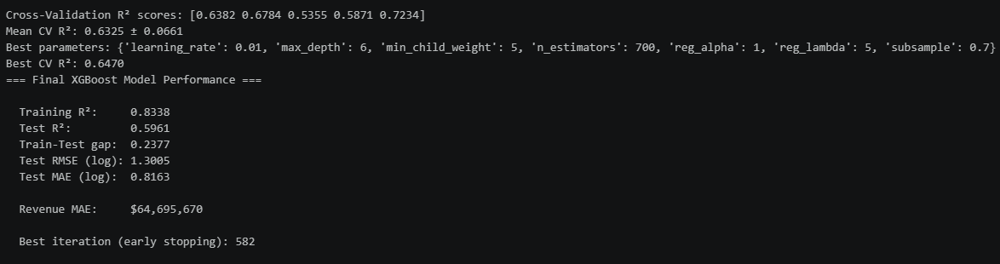 Cross-Validation R² scores: [0.6382 0.6784 0.5355 0.5871 0.7234]
Mean CV R²: 0.6325 ± 0.0661
Best parameters: {'learning_rate': 0.01, 'max_depth': 6, 'min_child_weight': 5, 'n_estimators': 700, 'reg_alpha': 1, 'reg_lambda': 5, 'subsample': 0.7}
Best CV R²: 0.6470
=== Final XGBoost Model Performance ===
Training R²: 0.8338
Test R²: 0.5961
Train-Test gap: 0.2377
Test RMSE (log): 1.3005
Test MAE (log): 0.8163
Revenue MAE: $64,695,670
Best iteration (early stopping): 582